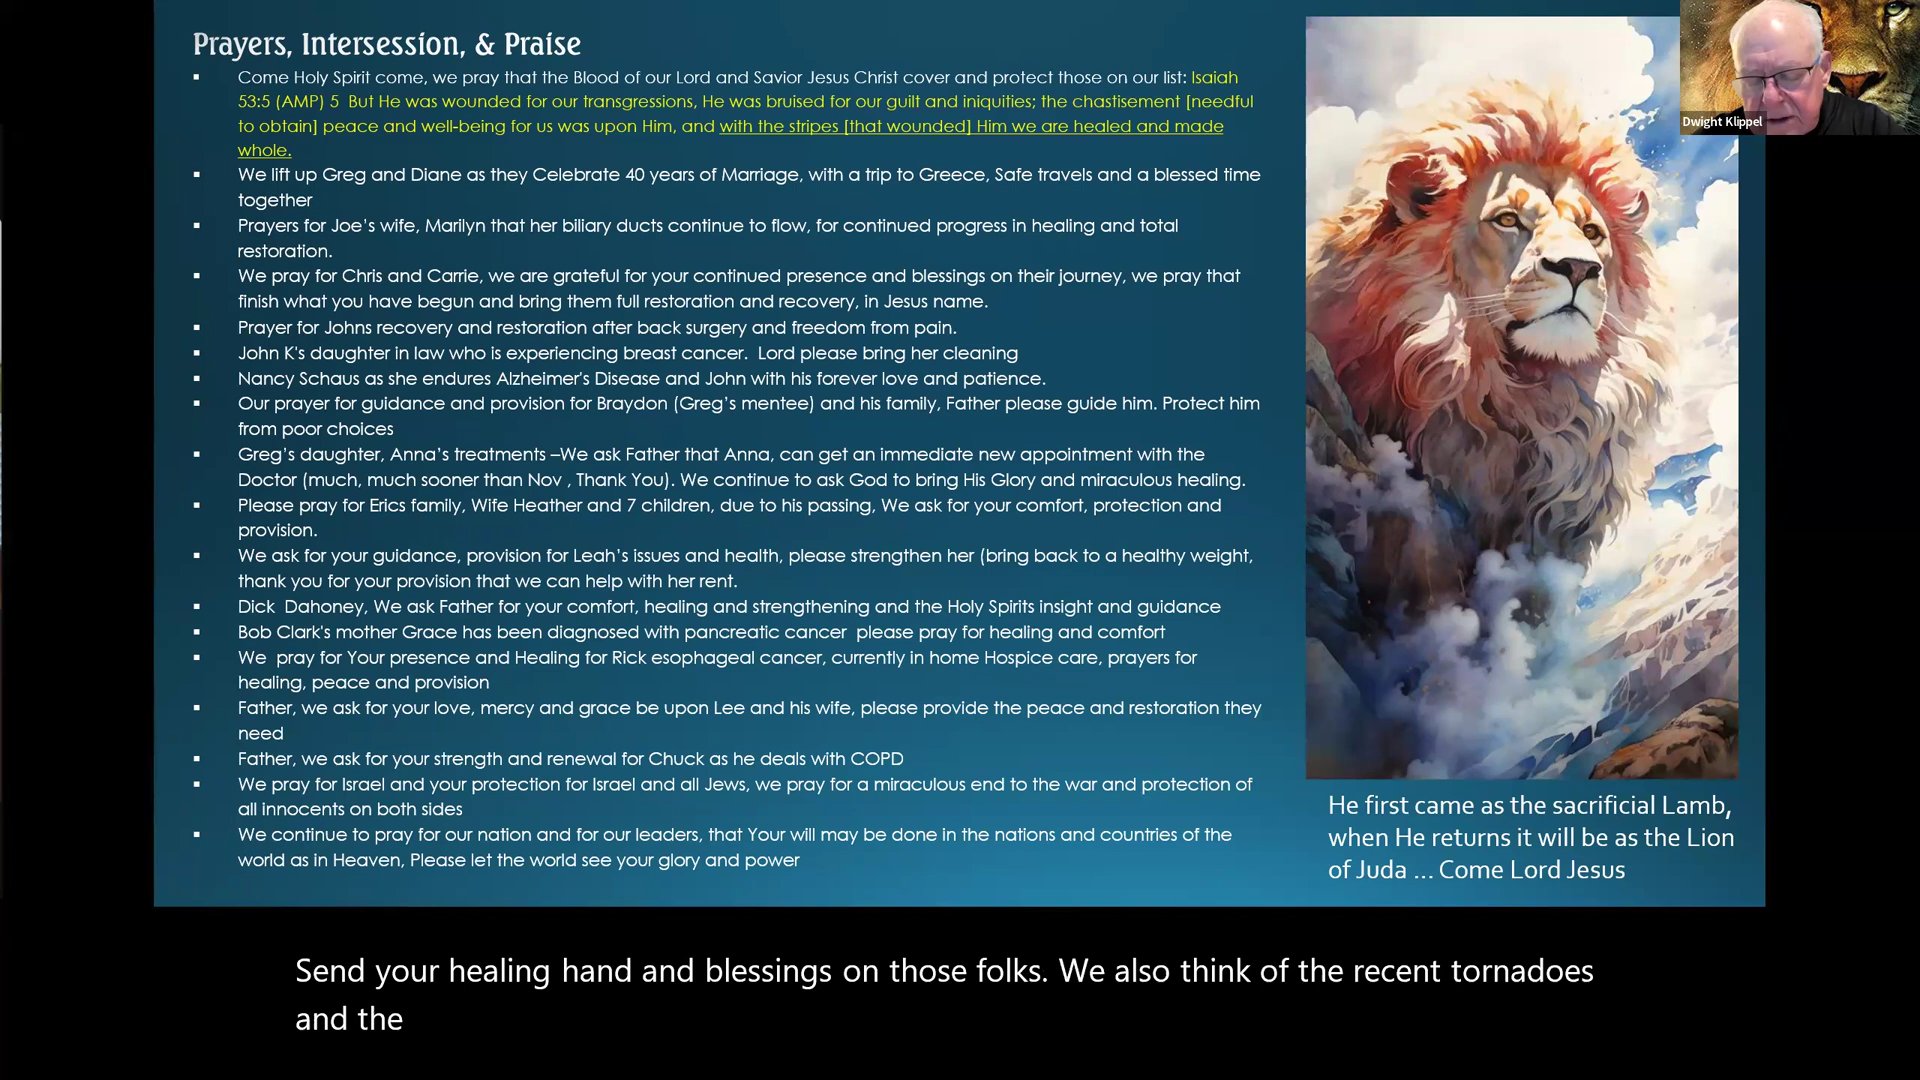 Prayers, Intersession, & Praise
▪ Come Holy Spirit come, we pray that the Blood of our Lord and Savior Jesus Christ cover and protect those on our list: Isaiah
53:5 (AMP) 5  But He was wounded for our transgressions, He was bruised for our guilt and iniquities; the chastisement [needful
to obtain] peace and well-being for us was upon Him, and with the stripes [that wounded] Him we are healed and made
whole.
▪ We lift up Greg and Diane as they Celebrate 40 years of Marriage, with a trip to Greece, Safe travels and a blessed time
together
▪ Prayers for Joe's wife, Marilyn that her biliary ducts continue to flow, for continued progress in healing and total
restoration.
▪ We pray for Chris and Carrie, we are grateful for your continued presence and blessings on their journey, we pray that
finish what you have begun and bring them full restoration and recovery, in Jesus name.
▪ Prayer for Johns recovery and restoration after back surgery and freedom from pain.
▪ John K's daughter in law who is experiencing breast cancer.  Lord please bring her cleaning
▪ Nancy Schaus as she endures Alzheimer's Disease and John with his forever love and patience.
▪ Our prayer for guidance and provision for Braydon (Greg's mentee) and his family, Father please guide him. Protect him
from poor choices
▪ Greg's daughter, Anna's treatments –We ask Father that Anna, can get an immediate new appointment with the
Doctor (much, much sooner than Nov , Thank You). We continue to ask God to bring His Glory and miraculous healing.
▪ Please pray for Erics family, Wife Heather and 7 children, due to his passing, We ask for your comfort, protection and
provision.
▪ We ask for your guidance, provision for Leah's issues and health, please strengthen her (bring back to a healthy weight,
thank you for your provision that we can help with her rent.
▪ Dick  Dahoney, We ask Father for your comfort, healing and strengthening and the Holy Spirits insight and guidance
▪ Bob Clark's mother Grace has been diagnosed with pancreatic cancer  please pray for healing and comfort
▪ We  pray for Your presence and Healing for Rick esophageal cancer, currently in home Hospice care, prayers for
healing, peace and provision
▪ Father, we ask for your love, mercy and grace be upon Lee and his wife, please provide the peace and restoration they
need
▪ Father, we ask for your strength and renewal for Chuck as he deals with COPD
▪ We pray for Israel and your protection for Israel and all Jews, we pray for a miraculous end to the war and protection of
all innocents on both sides
▪ We continue to pray for our nation and for our leaders, that Your will may be done in the nations and countries of the
world as in Heaven, Please let the world see your glory and power
He first came as the sacrificial Lamb,
when He returns it will be as the Lion
of Juda ... Come Lord Jesus
Dwight Klippel
Send your healing hand and blessings on those folks. We also think of the recent tornadoes
and the